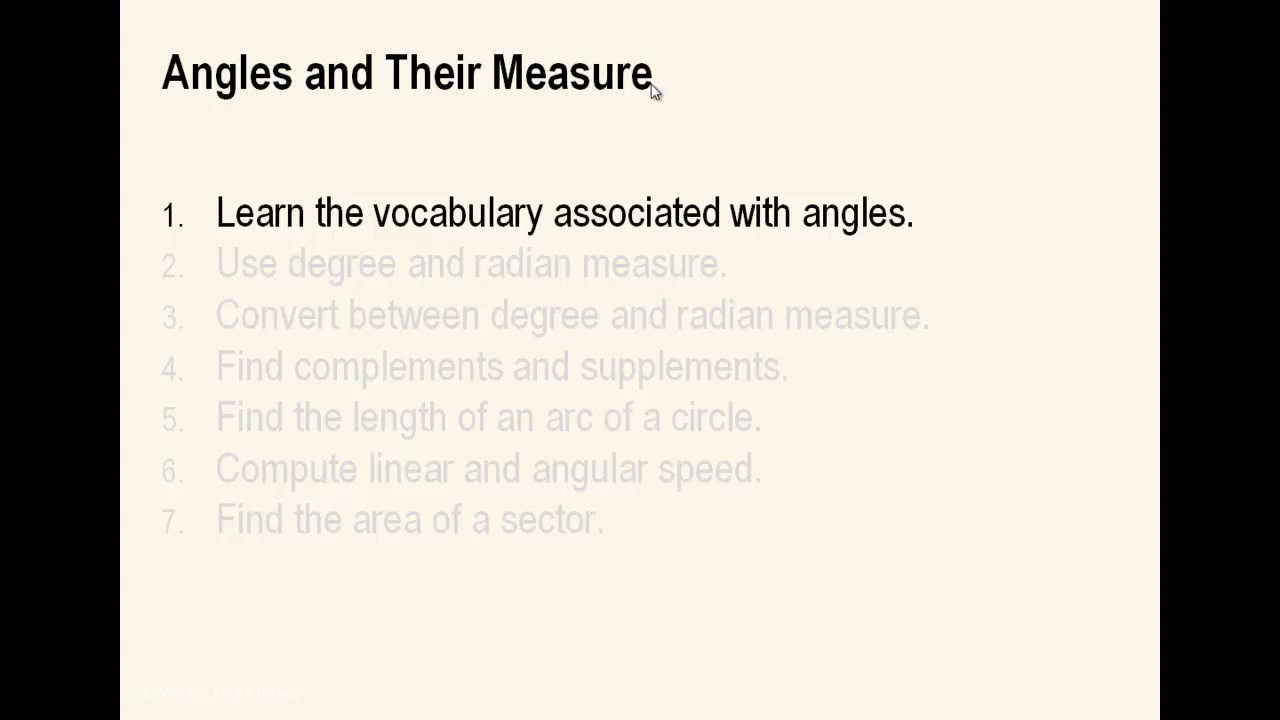 Angles and Their Measure
1. Learn the vocabulary associated with angles.
2. Use degree and radian measure.
3. Convert between degree and radian measure.
4. Find complements and supplements.
5. Find the length of an arc of a circle.
6. Compute linear and angular speed.
7. Find the area of a sector.